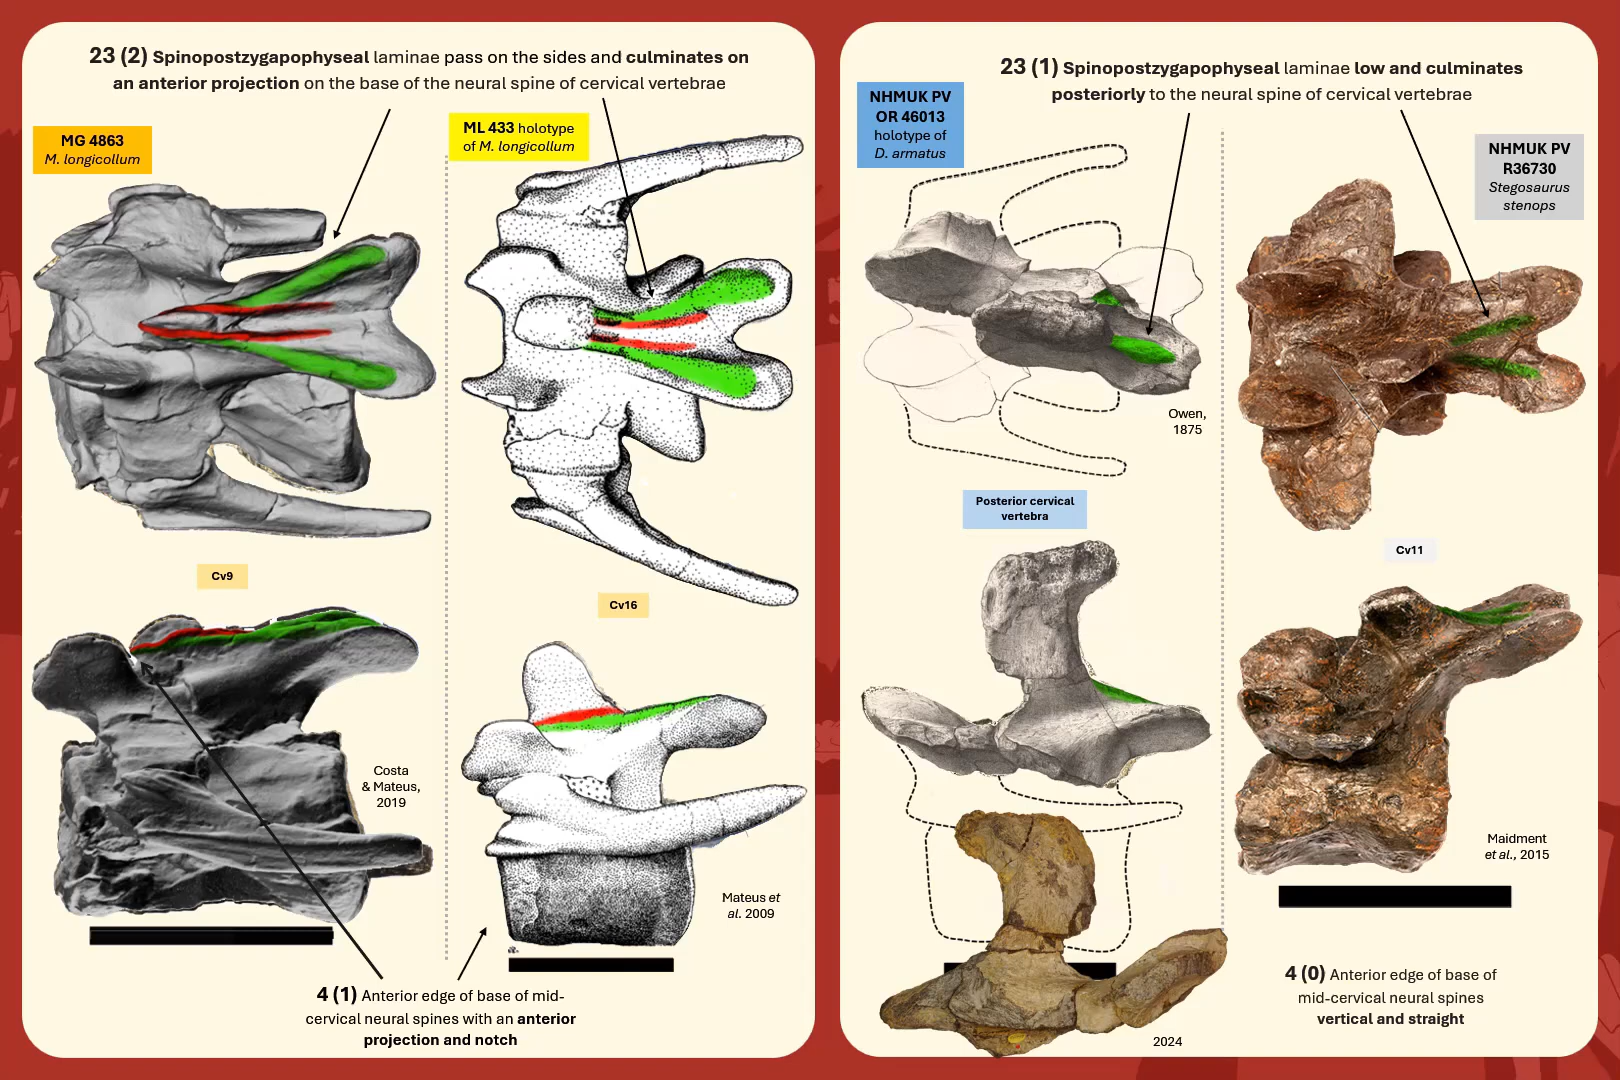 23 (2) Spinopostzygapophyseal laminae pass on the sides and culminates on
an anterior projection on the base of the neural spine of cervical vertebrae
MG 4863
M. longicollum
ML 433 holotype
of M. longicollum
Cv9
Cv16
Costa
& Mateus,
2019
Mateus et
al. 2009
4 (1) Anterior edge of base of mid-
cervical neural spines with an anterior
projection and notch
23 (1) Spinopostzygapophyseal laminae low and culminates
posteriorly to the neural spine of cervical vertebrae
NHMUK PV
OR 46013
holotype of
D. armatus
NHMUK PV
R36730
Stegosaurus
stenops
Owen,
1875
Posterior cervical
vertebra
Cv11
Maidment
et al., 2015
4 (0) Anterior edge of base of
mid-cervical neural spines
vertical and straight
2024